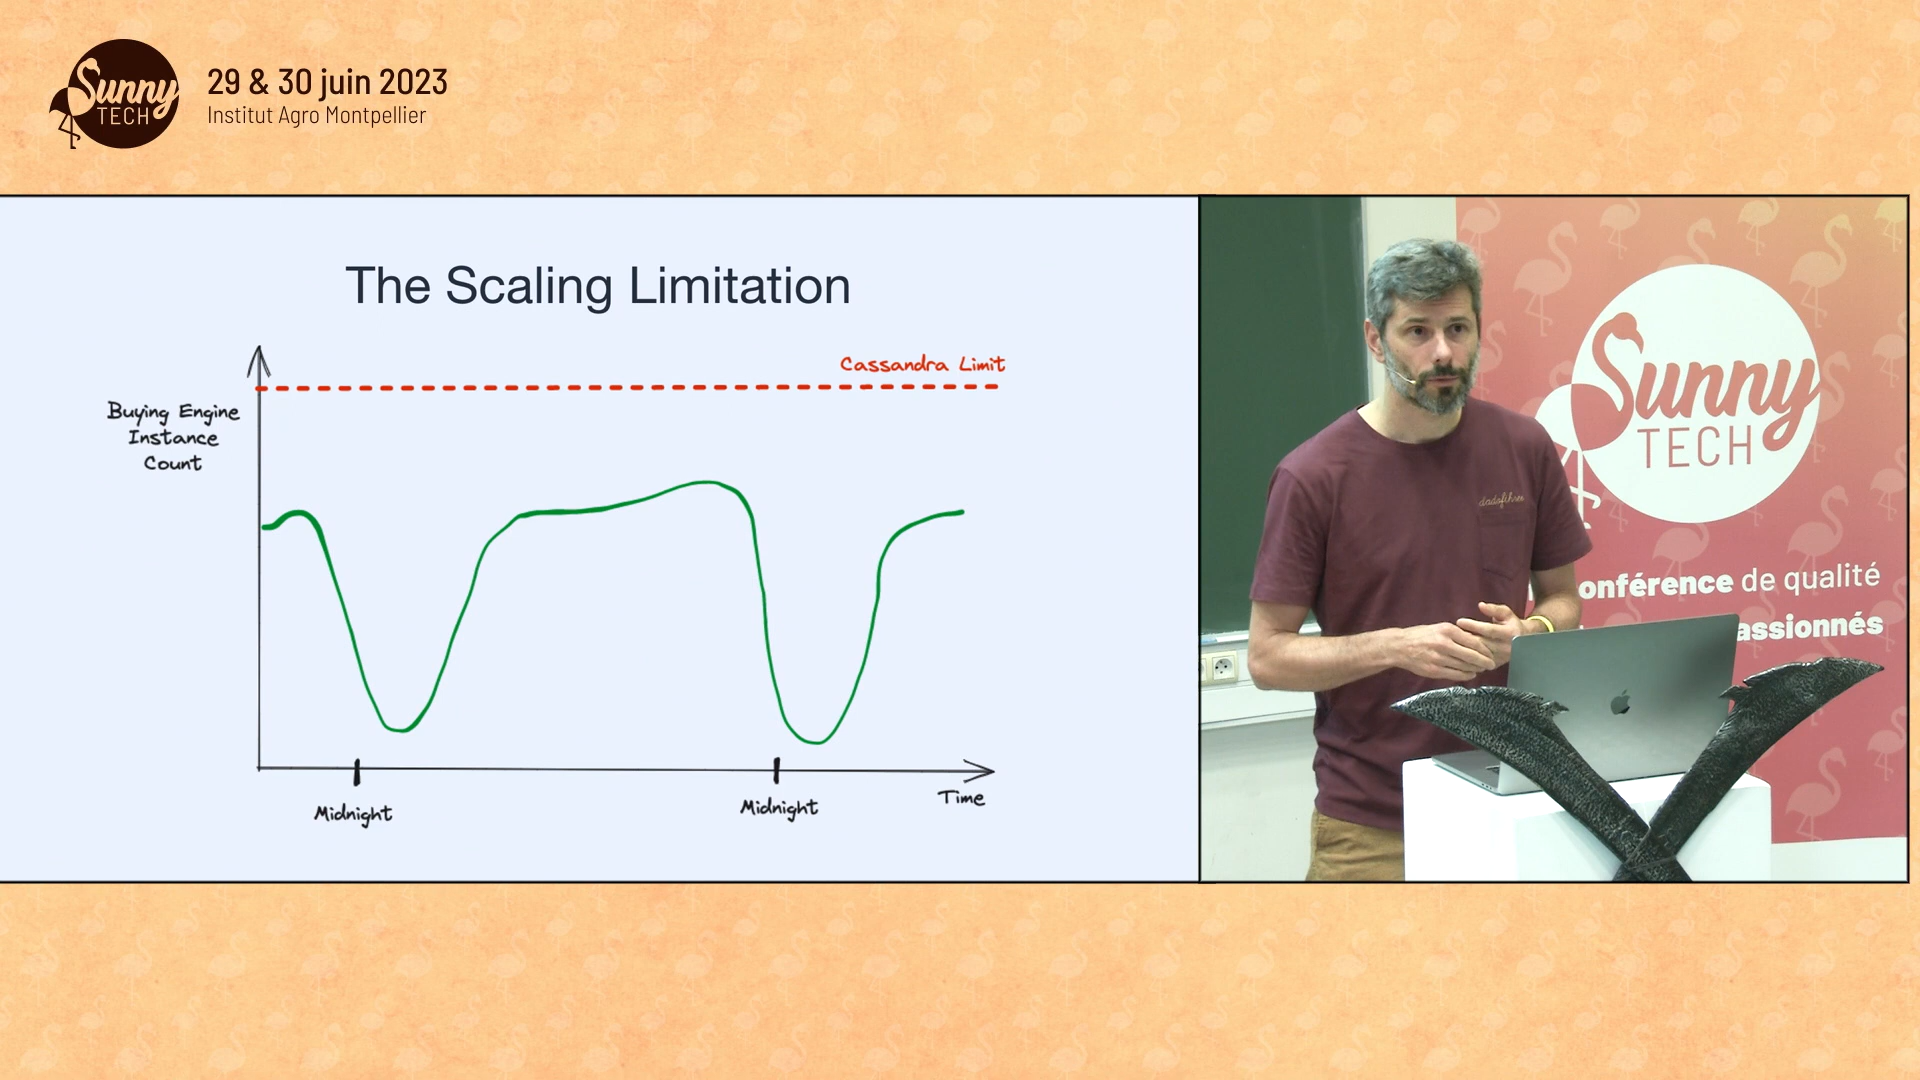 Sunny
TECH
29 & 30 juin 2023
Institut Agro Montpellier
The Scaling Limitation
Cassandra Limit
Buying Engine
Instance
Count
Midnight
Midnight
Time
Sunny
TECH
onférence de qualité
assionnés